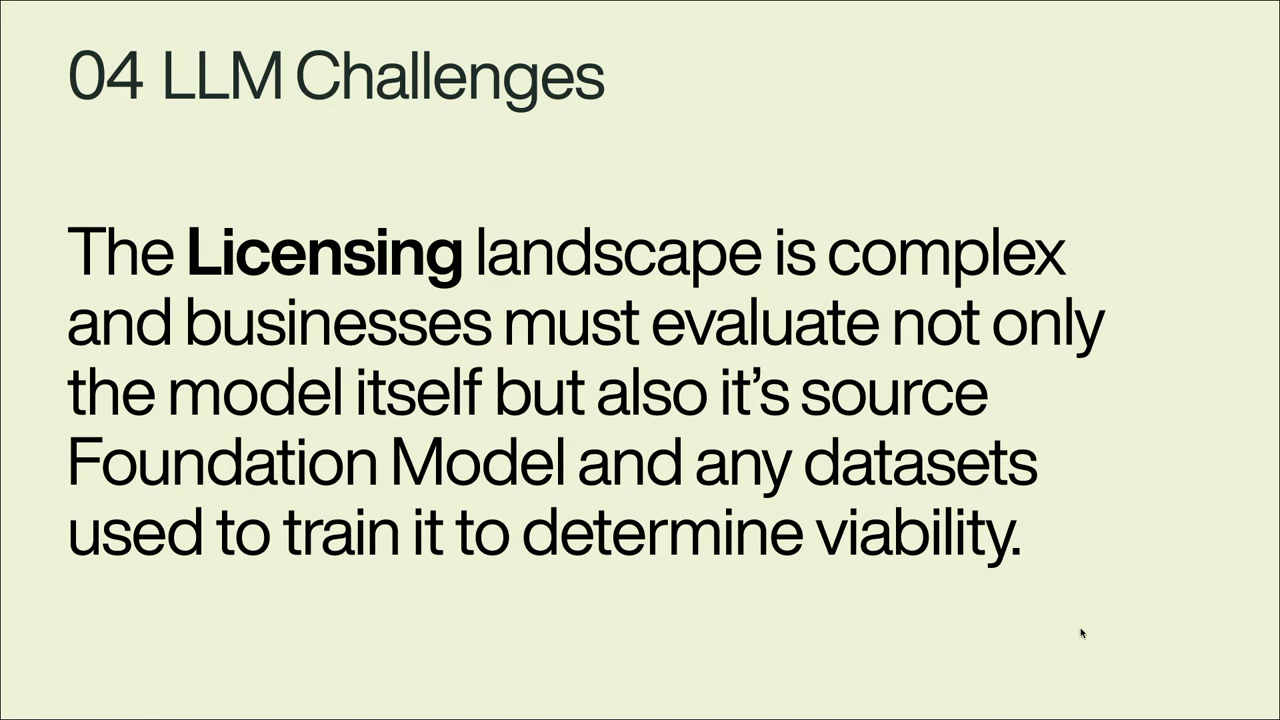 04 LLM Challenges
The Licensing landscape is complex
and businesses must evaluate not only
the model itself but also it’s source
Foundation Model and any datasets
used to train it to determine viability.